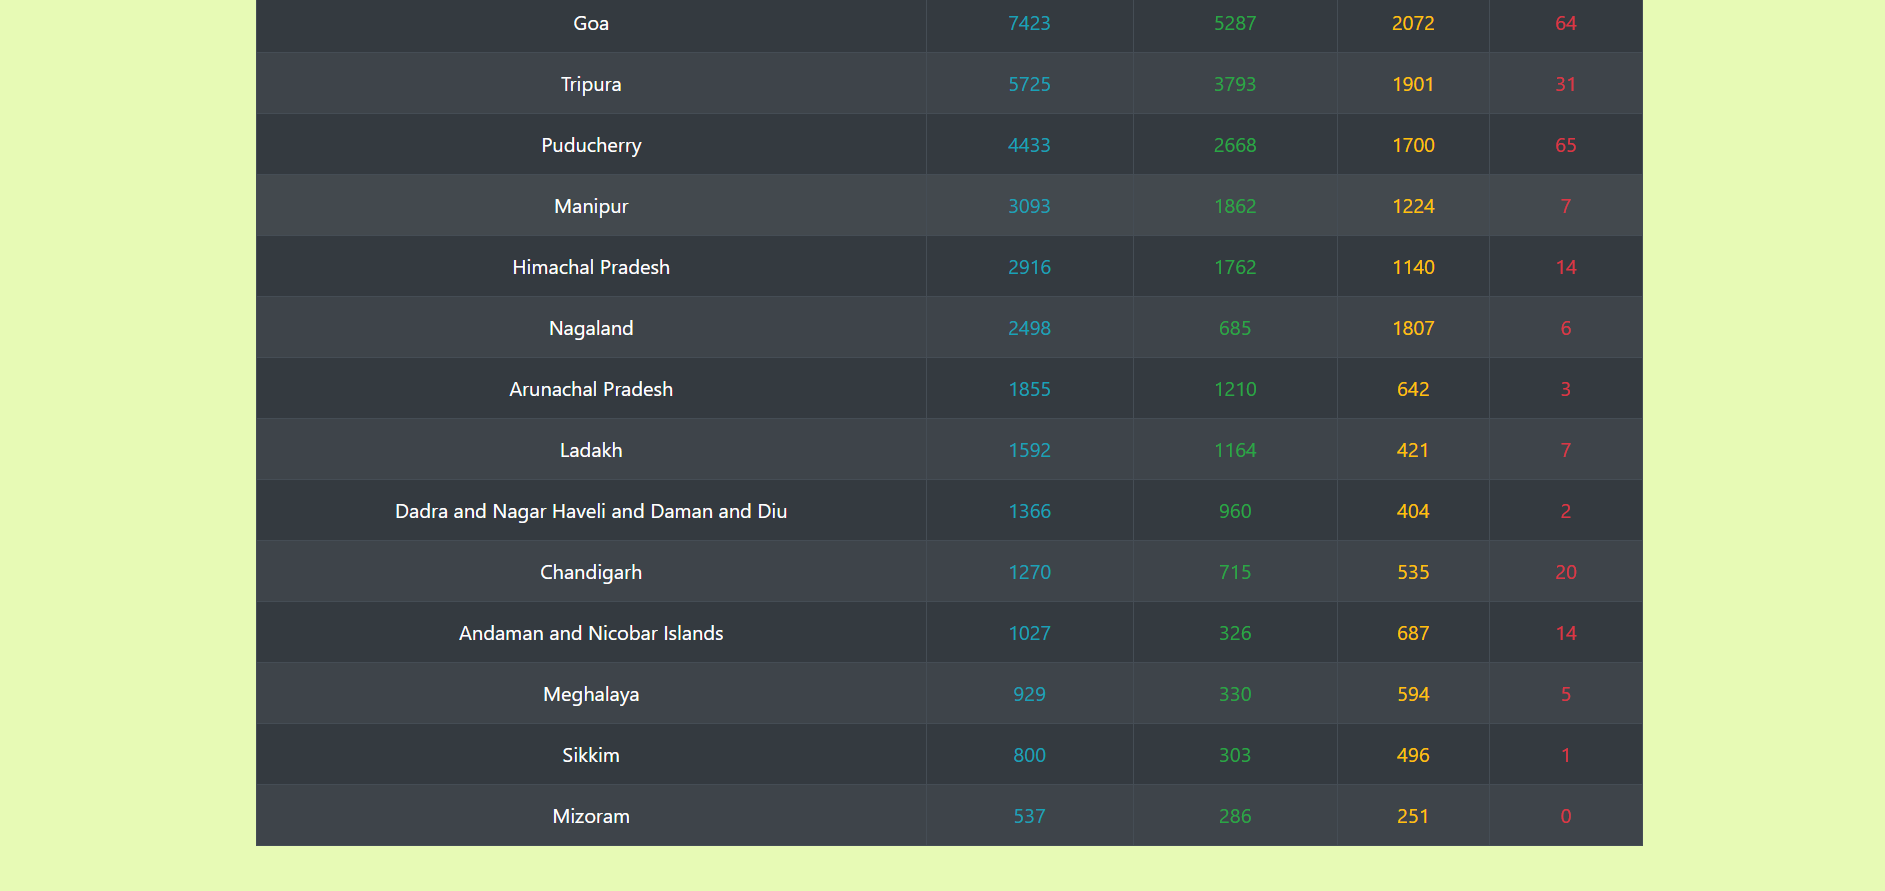 Goa 7423 5287 2072 64
Tripura 5725 3793 1901 31
Puducherry 4433 2668 1700 65
Manipur 3093 1862 1224 7
Himachal Pradesh 2916 1762 1140 14
Nagaland 2498 685 1807 6
Arunachal Pradesh 1855 1210 642 3
Ladakh 1592 1164 421 7
Dadra and Nagar Haveli and Daman and Diu 1366 960 404 2
Chandigarh 1270 715 535 20
Andaman and Nicobar Islands 1027 326 687 14
Meghalaya 929 330 594 5
Sikkim 800 303 496 1
Mizoram 537 286 251 0